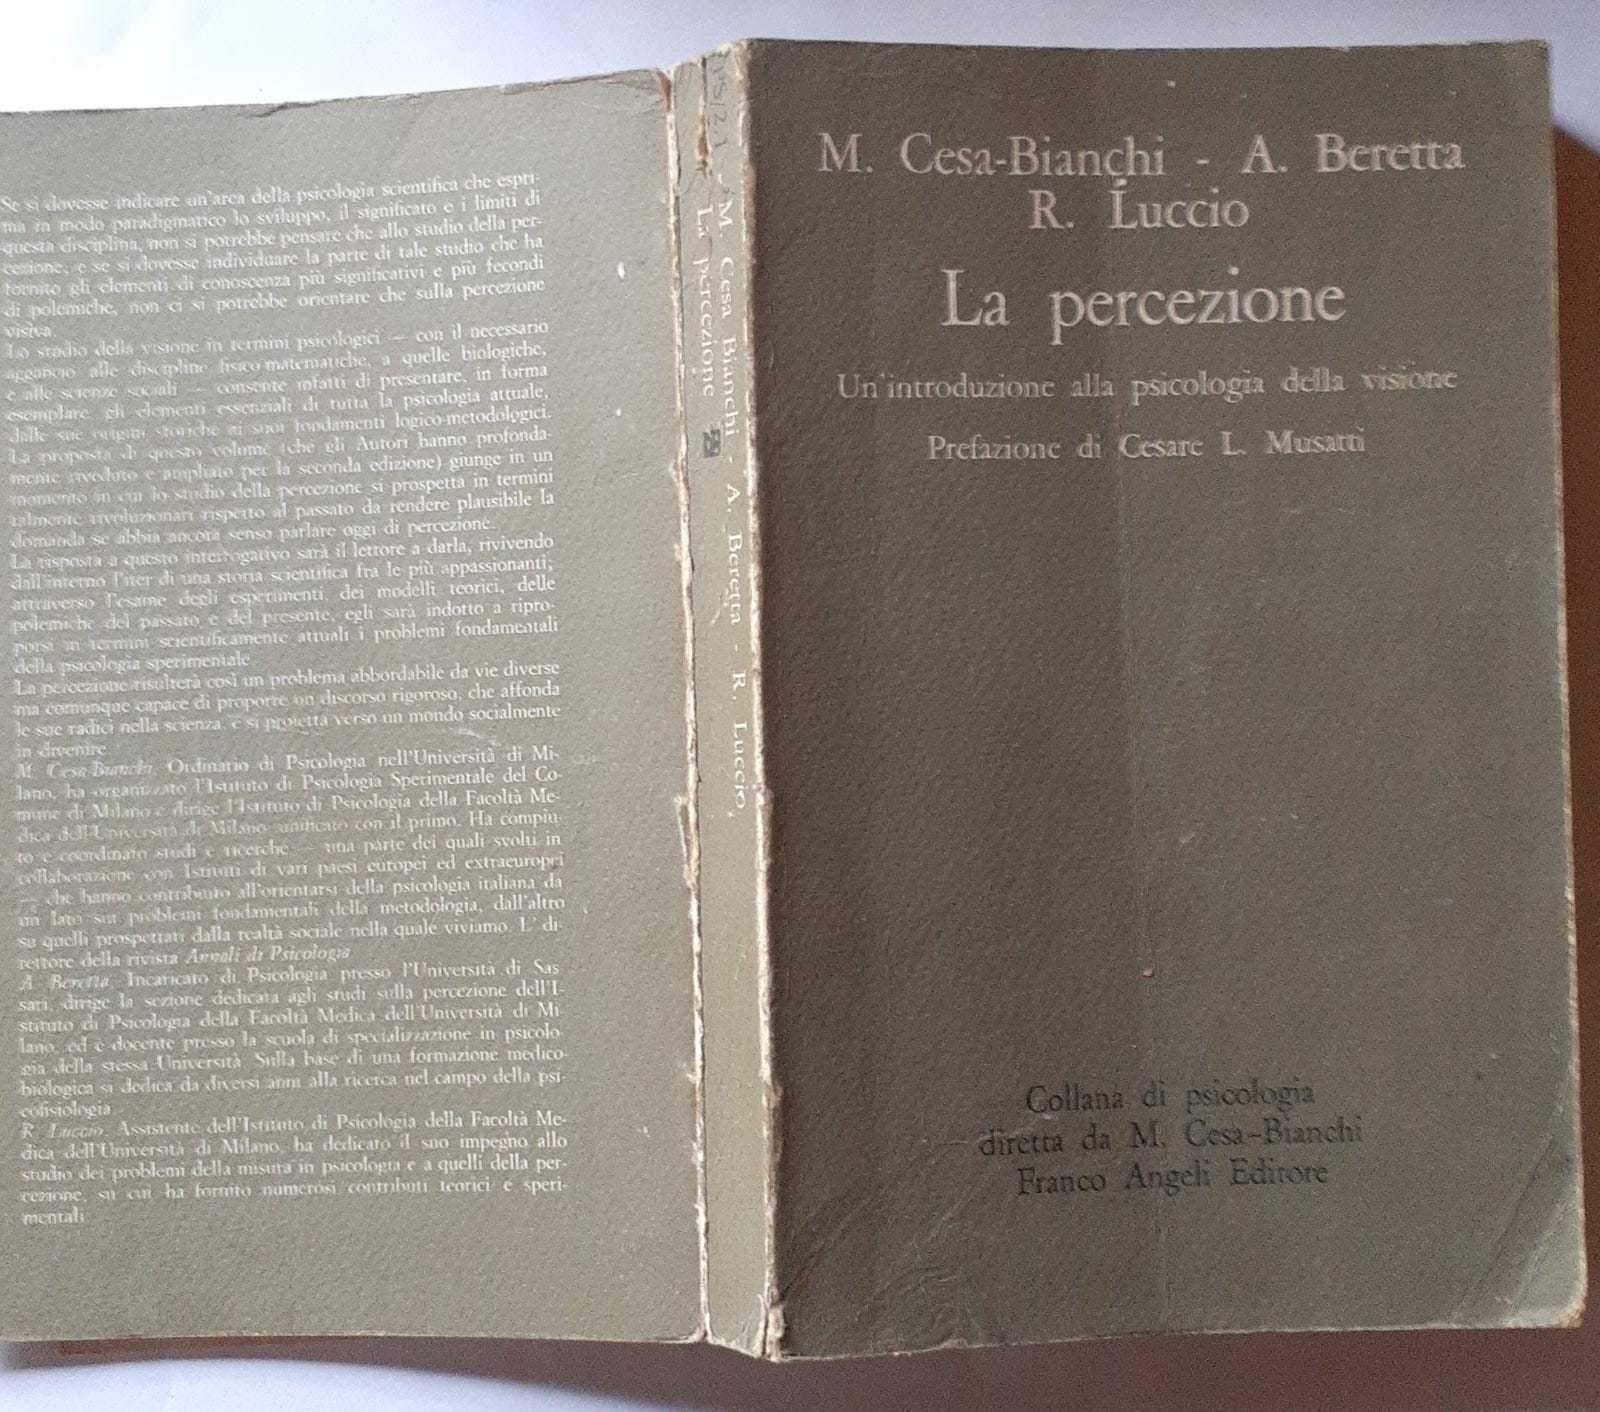 Se si dovesse indicare un'area della psicologia scientifica che espri-
ma in modo paradigmatico lo sviluppo, il significato e i limiti di
questa disciplina, non si potrebbe pensare che allo studio della per-
cezione; e se si dovesse individuare la parte di tale studio che ha
fornito gli elementi di conoscenza più significativi e più fecondi
di polemiche, non ci si potrebbe orientare che sulla percezione
visiva.
Lo studio della visione in termini psicologici — con il necessario
aggancio alle discipline fisico-matematiche, a quelle biologiche,
e alle scienze sociali — consente infatti di presentare, in forma
esemplare, gli elementi essenziali di tutta la psicologia attuale,
dalle sue origini storiche ai suoi fondamenti logico-metodologici.
La proposta di questo volume (che gli Autori hanno profonda-
mente riveduto e ampliato per la seconda edizione) giunge in un
momento in cui lo studio della percezione si prospetta in termini
talmente rivoluzionari rispetto al passato da rendere plausibile la
domanda se abbia ancora senso parlare oggi di percezione.
La risposta a questo interrogativo sarà il lettore a darla, rivivendo
dall'interno l'iter di una storia scientifica fra le più appassionanti;
attraverso l'esame degli esperimenti, dei modelli teorici, delle
polemiche del passato e del presente, egli sarà indotto a ripro-
porsi in termini scientificamente attuali i problemi fondamentali
della psicologia sperimentale
La percezione risulterà così un problema abbordabile da vie diverse
ma comunque capace di proporre un discorso rigoroso, che affonda
le sue radici nella scienza, e si proietta verso un mondo socialmente
in divenire
M. Cesa-Bianchi, Ordinario di Psicologia nell'Università di Mi-
lano, ha organizzato l'Istituto di Psicologia Sperimentale del Co-
mune di Milano e dirige l'Istituto di Psicologia della Facoltà Me-
dica dell'Università di Milano unificato con il primo. Ha compiu-
to e coordinato studi e ricerche — una parte dei quali svolti in
collaborazione con Istituti di vari paesi europei ed extraeuropei
— che hanno contribuito all'orientarsi della psicologia italiana da
un lato sui problemi fondamentali della metodologia, dall'altro
su quelli prospettati dalla realtà sociale nella quale viviamo. E' di-
rettore della rivista Annali di Psicologia
A. Beretta, Incaricato di Psicologia presso l'Università di Sas
sari, dirige la sezione dedicata agli studi sulla percezione dell'I-
stituto di Psicologia della Facoltà Medica dell'Università di Mi
lano, ed è docente presso la scuola di specializzazione in psicolo-
gia della stessa Università. Sulla base di una formazione medico-
biologica si dedica da diversi anni alla ricerca nel campo della psi-
cofisiologia
R. Luccio, Assistente dell'Istituto di Psicologia della Facoltà Me-
dica dell'Università di Milano, ha dedicato il suo impegno allo
studio dei problemi della misura in psicologia e a quelli della per-
cezione, su cui ha fornito numerosi contributi teorici e speri-
mentali
M. Cesa Bianchi - A. Beretta - R. Luccio,
La percezione
M. Cesa-Bianchi - A. Beretta
R. Luccio
La percezione
Un'introduzione alla psicologia della visione
Prefazione di Cesare L. Musatti
Collana di psicologia
diretta da M. Cesa-Bianchi
Franco Angeli Editore